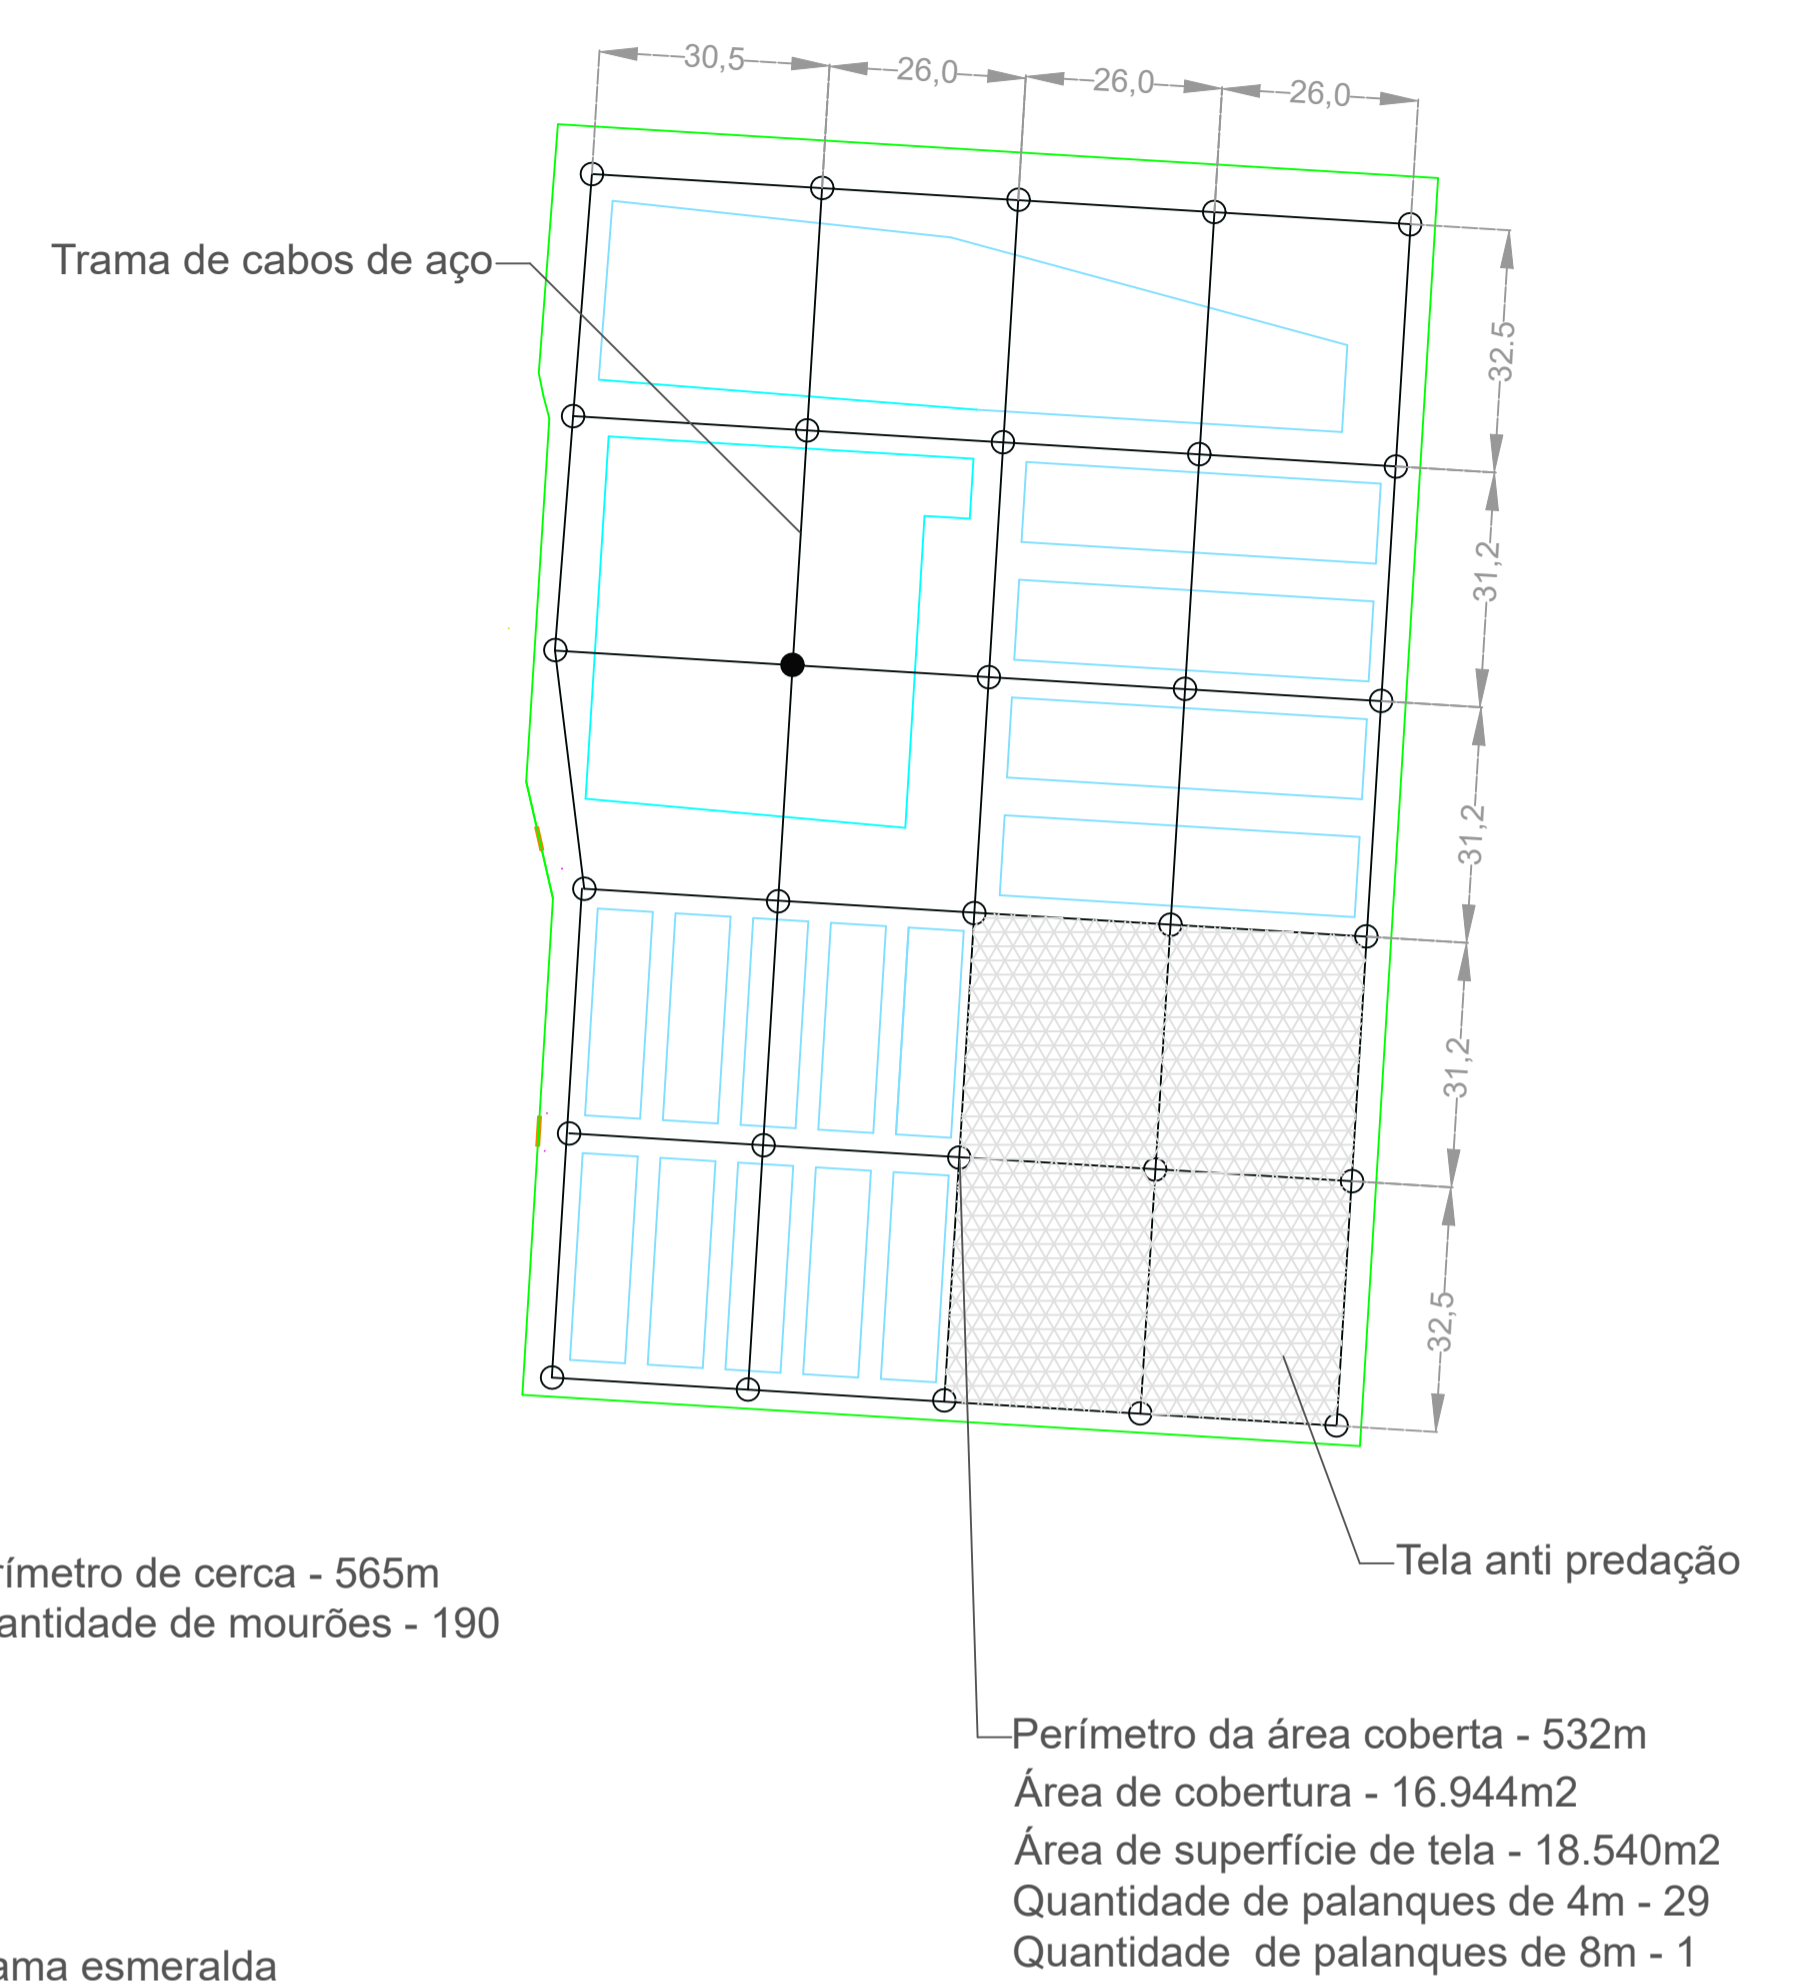 30,5
26,0
26,0
26,0
Trama de cabos de aço
32.5
31,2
31,2
31,2
32,5
Tela anti predação
rímetro de cerca - 565m
antidade de mourões - 190
Perímetro da área coberta - 532m
Área de cobertura - 16.944m2
Área de superfície de tela - 18.540m2
Quantidade de palanques de 4m - 29
Quantidade de palanques de 8m - 1
ama esmeralda